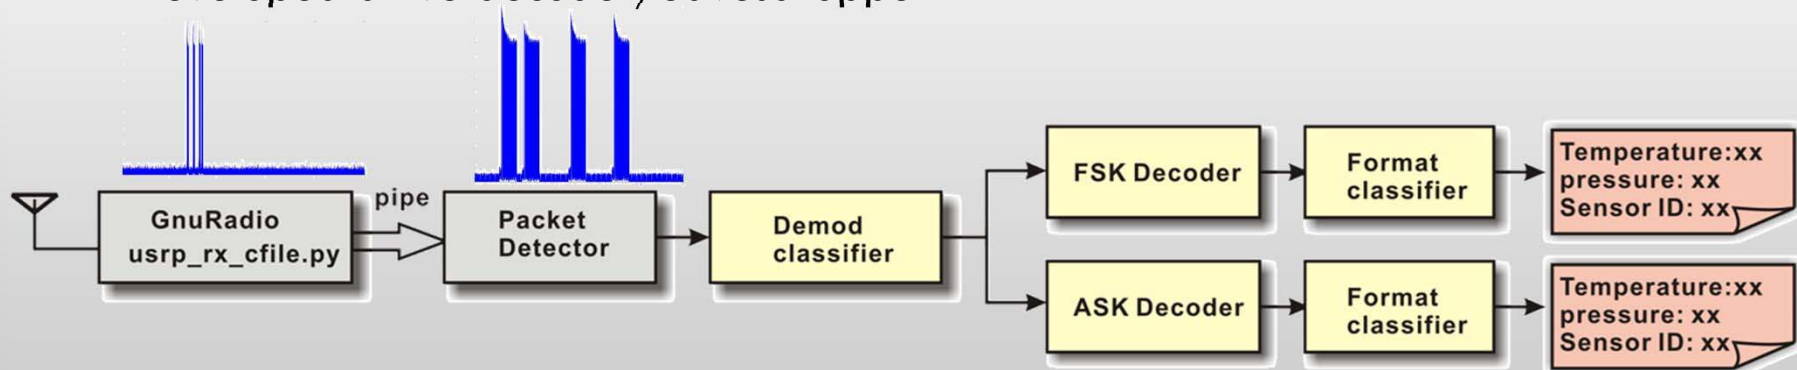 GnuRadio
usrp_rx_cfile.py
pipe
Packet
Detector
Demod
classifier
FSK Decoder
Format
classifier
Temperature:xx
pressure: xx
Sensor ID: xx
ASK Decoder
Format
classifier
Temperature:xx
pressure: xx
Sensor ID: xx